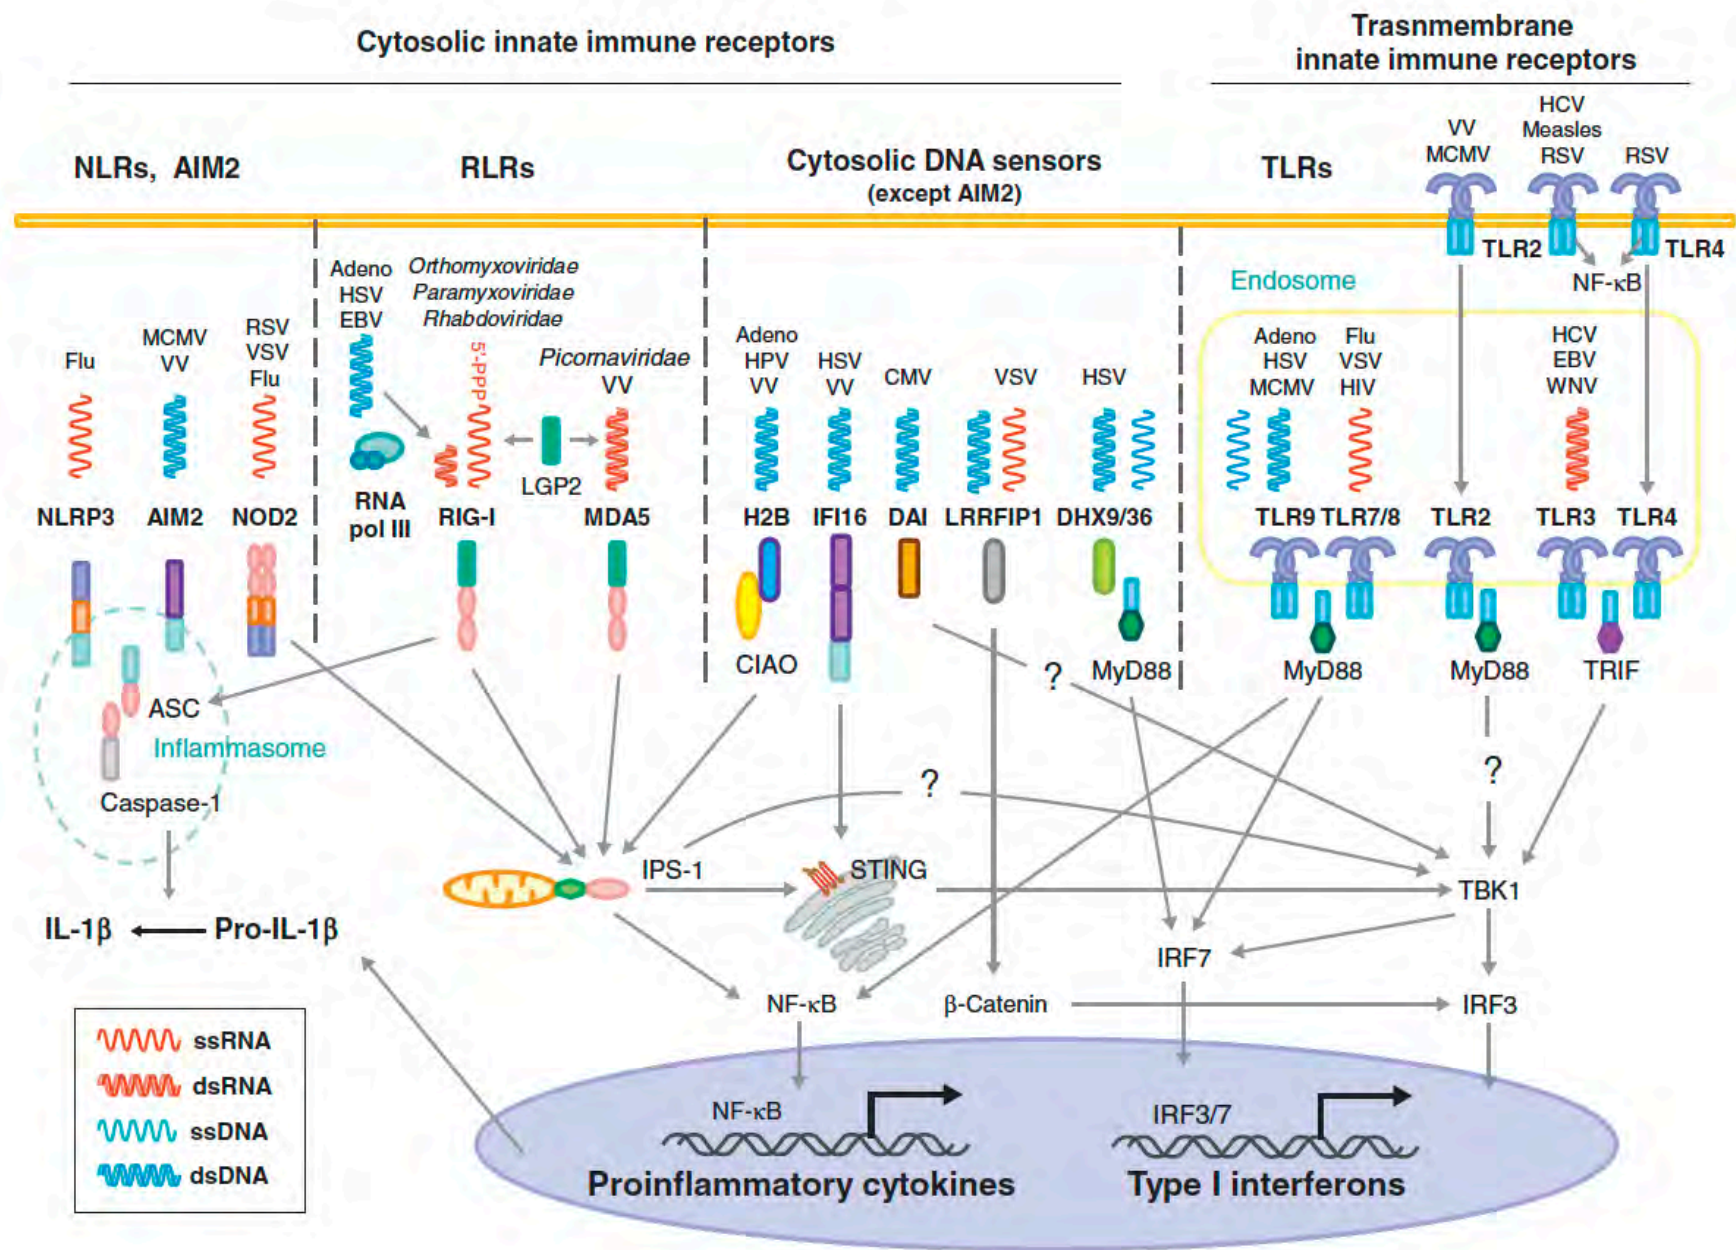 Cytosolic innate immune receptors
Trasnmembrane
innate immune receptors
NLRs, AIM2
RLRs
Cytosolic DNA sensors
(except AIM2)
TLRs
VV
MCMV
HCV
Measles
RSV
RSV
TLR2
TLR4
NF-κB
Endosome
Flu
MCMV
VV
RSV
VSV
Flu
Adeno
HSV
EBV
Orthomyxoviridae
Paramyxoviridae
Rhabdoviridae
5'-PPP
Picornaviridae
VV
LGP2
Adeno
HPV
VV
HSV
VV
CMV
VSV
HSV
Adeno
HSV
MCMV
Flu
VSV
HIV
HCV
EBV
WNV
NLRP3
AIM2
NOD2
RNA
pol III
RIG-I
MDA5
H2B
IFI16
DAI
LRRFIP1
DHX9/36
TLR9
TLR7/8
TLR2
TLR3
TLR4
CIAO
?
MyD88
MyD88
MyD88
TRIF
ASC
Inflammasome
Caspase-1
?
?
IPS-1
STING
TBK1
IL-1β
Pro-IL-1β
IRF7
NF-κB
β-Catenin
IRF3
ssRNA
dsRNA
ssDNA
dsDNA
NF-κB
IRF3/7
Proinflammatory cytokines
Type I interferons